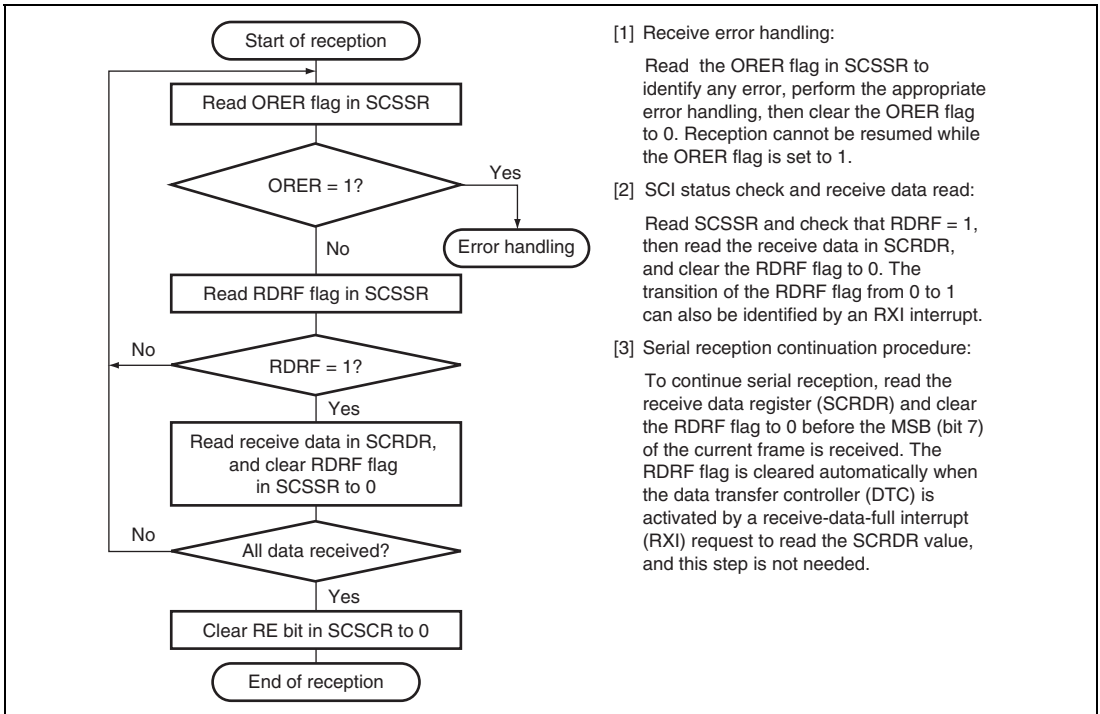 Start of reception
Read ORER flag in SCSSR
ORER = 1?
Yes
Error handling
No
Read RDRF flag in SCSSR
No
RDRF = 1?
Yes
Read receive data in SCRDR,
and clear RDRF flag
in SCSSR to 0
No
All data received?
Yes
Clear RE bit in SCSCR to 0
End of reception
[1] Receive error handling:
Read the ORER flag in SCSSR to
identify any error, perform the appropriate
error handling, then clear the ORER flag
to 0. Reception cannot be resumed while
the ORER flag is set to 1.
[2] SCI status check and receive data read:
Read SCSSR and check that RDRF = 1,
then read the receive data in SCRDR,
and clear the RDRF flag to 0. The
transition of the RDRF flag from 0 to 1
can also be identified by an RXI interrupt.
[3] Serial reception continuation procedure:
To continue serial reception, read the
receive data register (SCRDR) and clear
the RDRF flag to 0 before the MSB (bit 7)
of the current frame is received. The
RDRF flag is cleared automatically when
the data transfer controller (DTC) is
activated by a receive-data-full interrupt
(RXI) request to read the SCRDR value,
and this step is not needed.